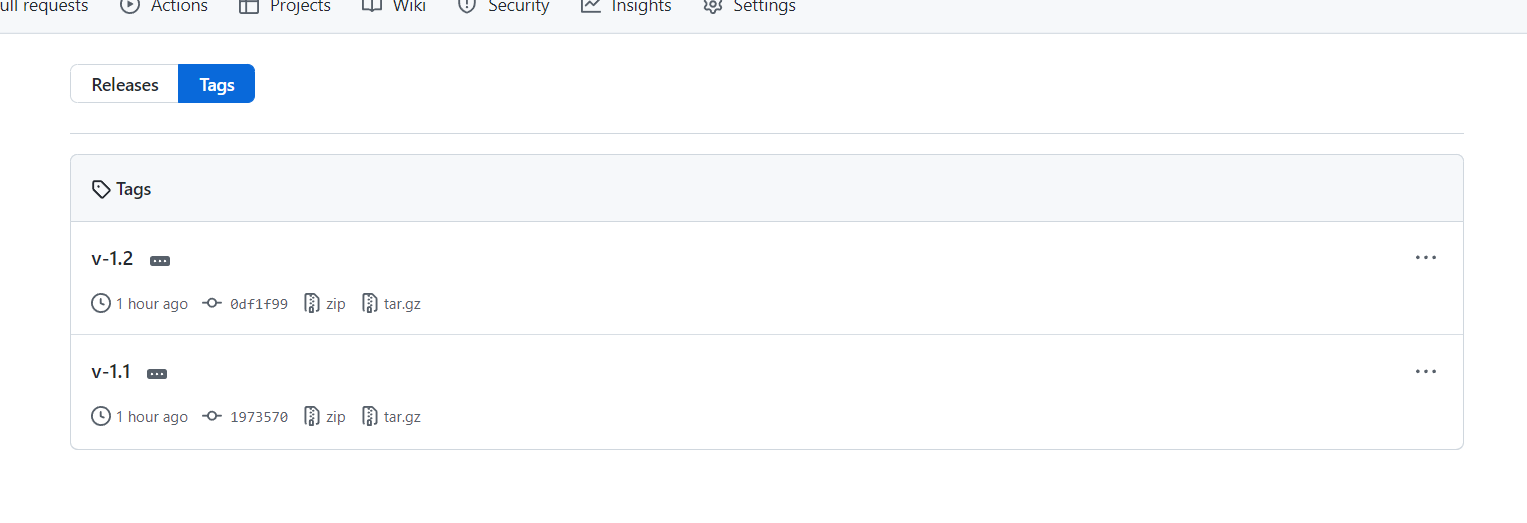 ull requests Actions Projects Wiki Security Insights Settings
Releases Tags
Tags
v-1.2
1 hour ago 0df1f99 zip tar.gz
v-1.1
1 hour ago 1973570 zip tar.gz